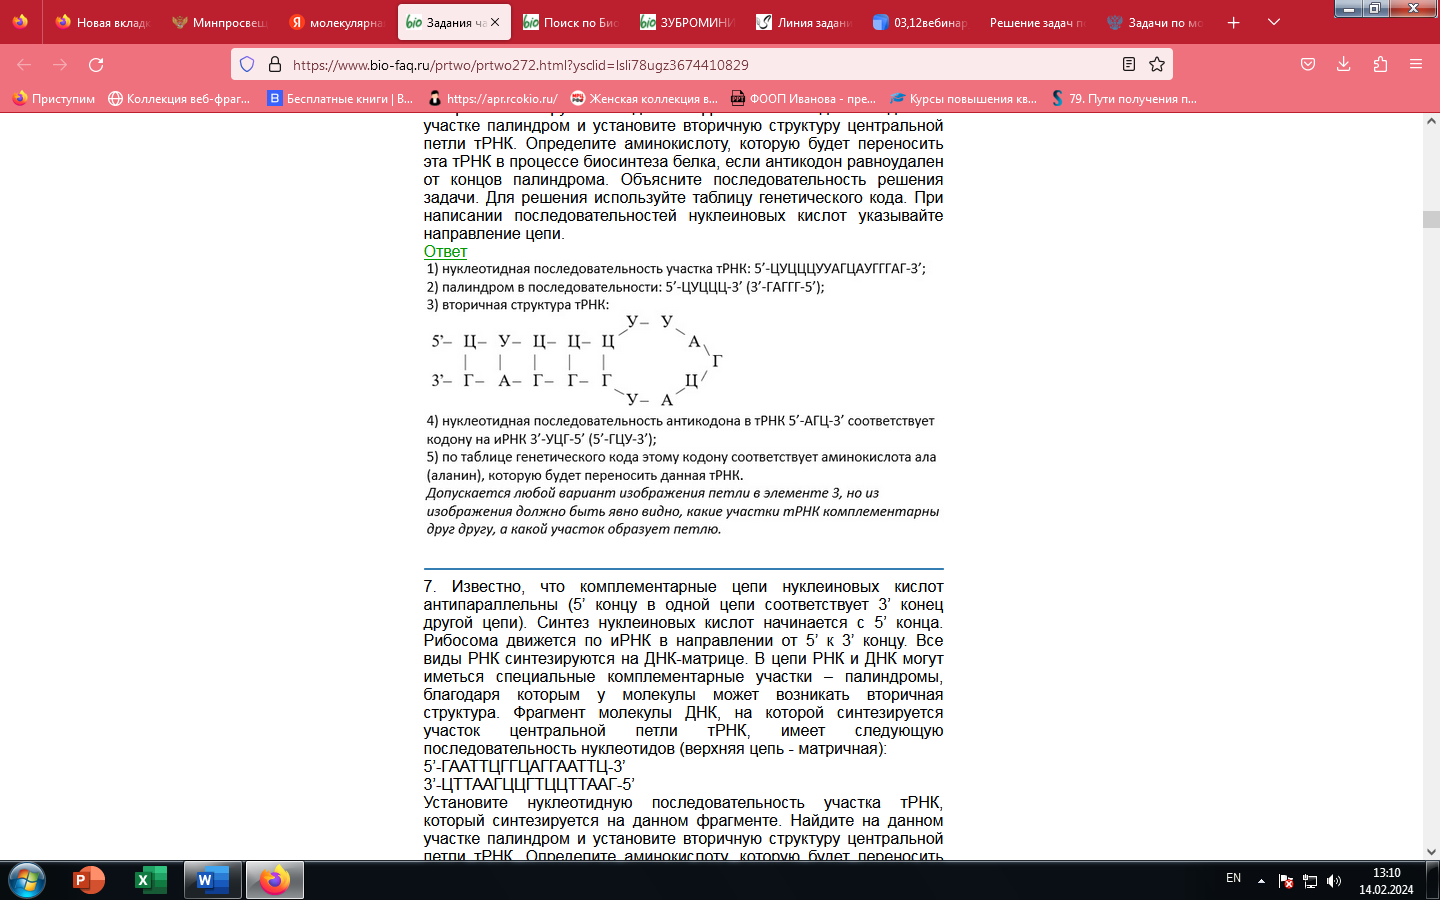 Новая вкладк
Минпросвещ
молекулярна
Задания ча
Поиск по Био
ЗУБРОМИНИ
Линия задани
03,12вебинар
Решение задач п
Задачи по мо
https://www.bio-faq.ru/prtwo/prtwo272.html?ysclid=lsli78ugz3674410829
Приступим
Коллекция веб-фраг...
Бесплатные книги | В...
https://apr.rcokio.ru/
Женская коллекция в...
ФООП Иванова - пре...
Курсы повышения кв...
79. Пути получения п...
участке палиндром и установите вторичную структуру центральной
петли тРНК. Определите аминокислоту, которую будет переносить
эта тРНК в процессе биосинтеза белка, если антикодон равноудален
от концов палиндрома. Объясните последовательность решения
задачи. Для решения используйте таблицу генетического кода. При
написании последовательностей нуклеиновых кислот указывайте
направление цепи.
Ответ
1) нуклеотидная последовательность участка тРНК: 5’-ЦУЦЦЦУУАГЦАУГГГАГ-3’;
2) палиндром в последовательности: 5’-ЦУЦЦЦ-3’ (3’-ГАГГГ-5’);
3) вторичная структура тРНК:
У – У
5’– Ц – У – Ц – Ц – Ц А
Г
3’– Г – А – Г – Г – Г Ц
У – А
4) нуклеотидная последовательность антикодона в тРНК 5’-АГЦ-3’ соответствует
кодону на иРНК 3’-УЦГ-5’ (5’-ГЦУ-3’);
5) по таблице генетического кода этому кодону соответствует аминокислота ала
(аланин), которую будет переносить данная тРНК.
Допускается любой вариант изображения петли в элементе 3, но из
изображения должно быть явно видно, какие участки тРНК комплементарны
друг другу, а какой участок образует петлю.
7. Известно, что комплементарные цепи нуклеиновых кислот
антипараллельны (5’ концу в одной цепи соответствует 3’ конец
другой цепи). Синтез нуклеиновых кислот начинается с 5’ конца.
Рибосома движется по иРНК в направлении от 5’ к 3’ концу. Все
виды РНК синтезируются на ДНК-матрице. В цепи РНК и ДНК могут
иметься специальные комплементарные участки – палиндромы,
благодаря которым у молекулы может возникать вторичная
структура. Фрагмент молекулы ДНК, на которой синтезируется
участок центральной петли тРНК, имеет следующую
последовательность нуклеотидов (верхняя цепь - матричная):
5’-ГААТТЦГГЦАГГААТТЦ-3’
3’-ЦТТААГЦЦГТЦЦТТААГ-5’
Установите нуклеотидную последовательность участка тРНК,
который синтезируется на данном фрагменте. Найдите на данном
участке палиндром и установите вторичную структуру центральной
петли тРНК. Определите аминокислоту, которую будет переносить
EN
13:10
14.02.2024